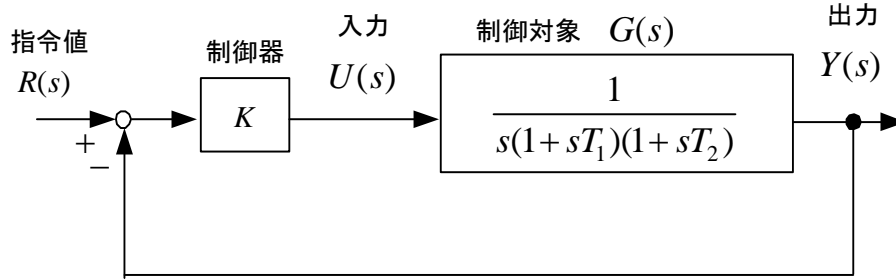 指令値
R(s)
+
−
制御器
K
入力
U(s)
制御対象 G(s)
1
s(1+sT₁)(1+sT₂)
出力
Y(s)